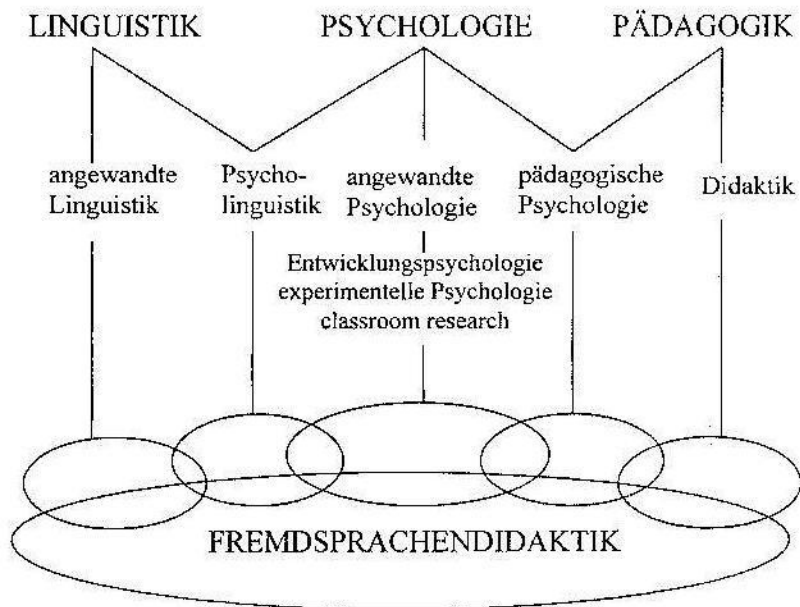 LINGUISTIK PSYCHOLOGIE PÄDAGOGIK
angewandte
Linguistik
Psycho-
linguistik
angewandte
Psychologie
pädagogische
Psychologie
Didaktik
Entwicklungspsychologie
experimentelle Psychologie
classroom research
FREMDSPRACHENDIDAKTIK